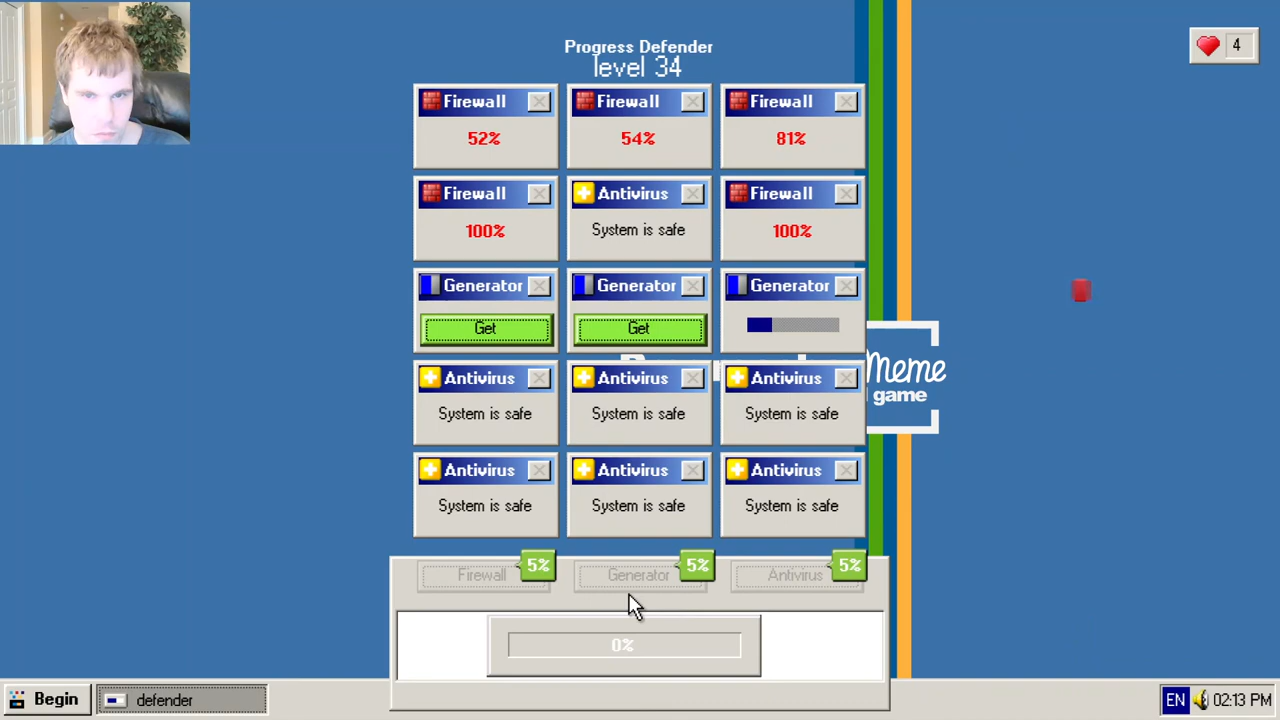 Progress Defender
level 34
4
Firewall
Firewall
Firewall
52%
54%
81%
Firewall
Antivirus
Firewall
100%
System is safe
100%
Generator
Generator
Generator
Get
Get
Meme
game
Antivirus
Antivirus
Antivirus
System is safe
System is safe
System is safe
Antivirus
Antivirus
Antivirus
System is safe
System is safe
System is safe
Firewall 5%
Generator 5%
Antivirus 5%
0%
Begin
defender
EN 02:13 PM